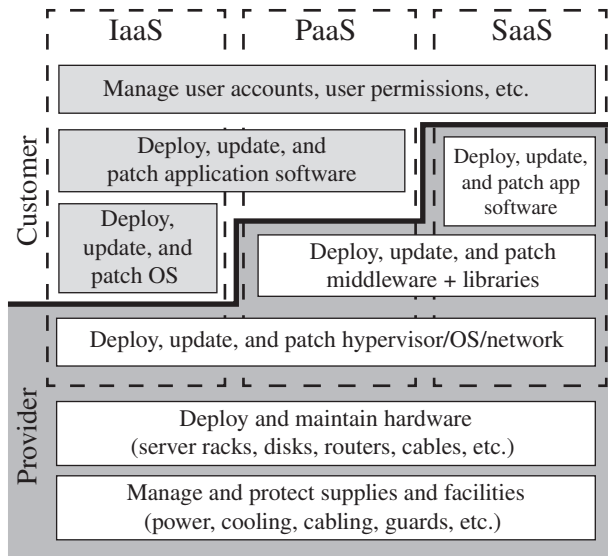 IaaS
PaaS
SaaS
Customer
Manage user accounts, user permissions, etc.
Deploy, update, and
patch application software
Deploy, update,
and patch app
software
Deploy,
update, and
patch OS
Deploy, update, and patch
middleware + libraries
Provider
Deploy, update, and patch hypervisor/OS/network
Deploy and maintain hardware
(server racks, disks, routers, cables, etc.)
Manage and protect supplies and facilities
(power, cooling, cabling, guards, etc.)